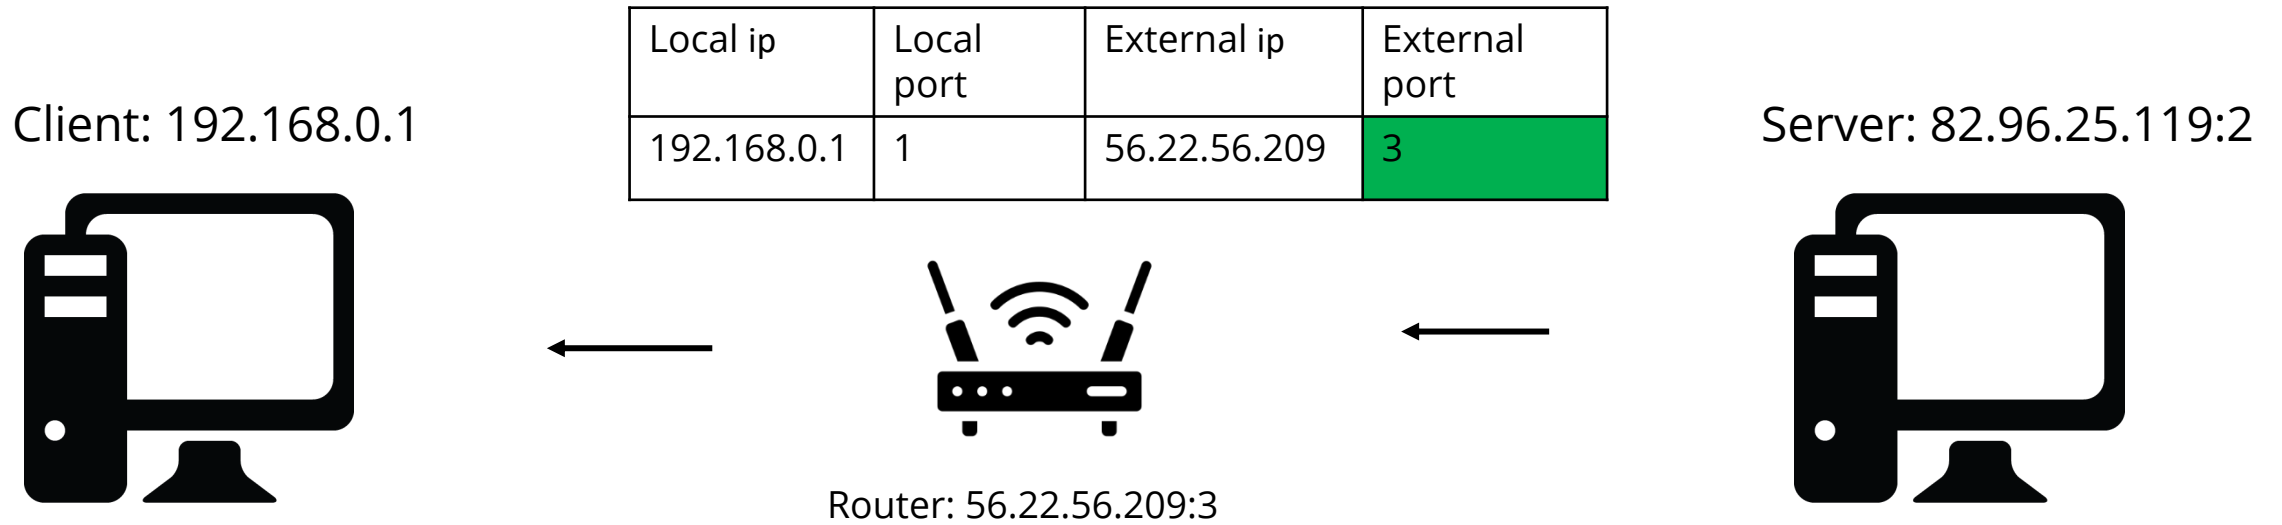 Local ip
Local
port
External ip
External
port
192.168.0.1
1
56.22.56.209
3
Client: 192.168.0.1
Server: 82.96.25.119:2
Router: 56.22.56.209:3